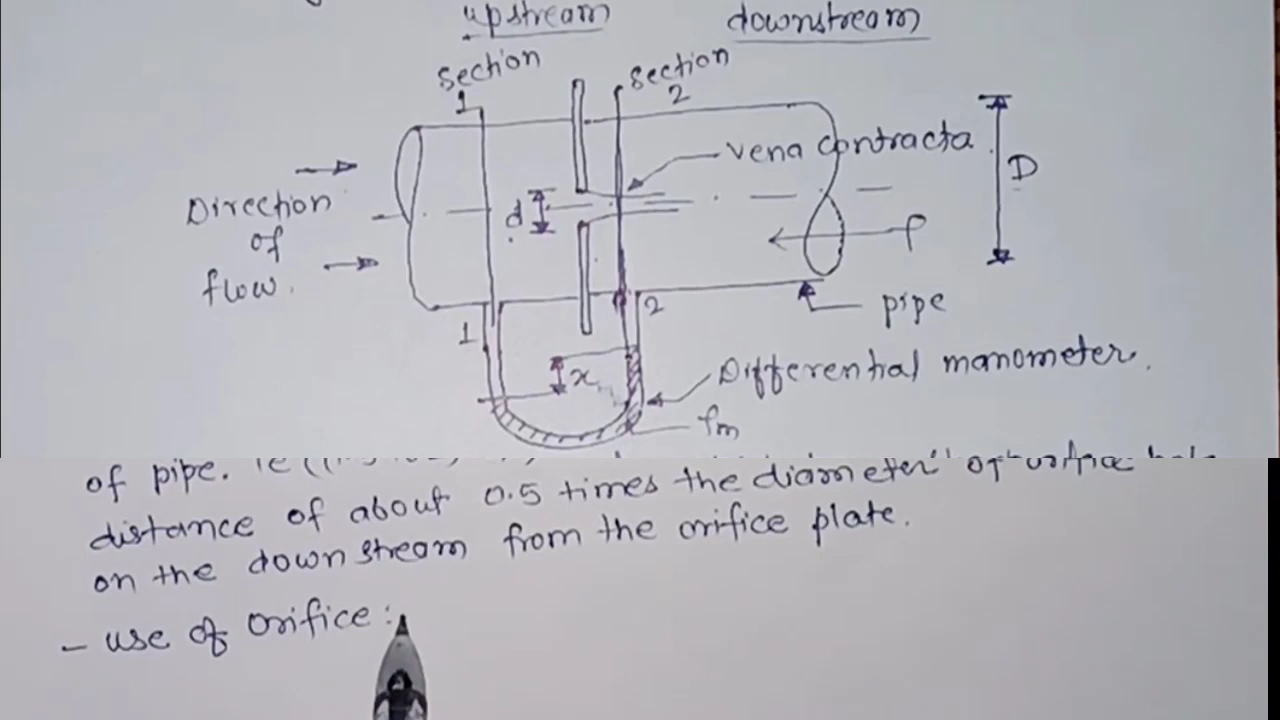 upstream
downstream
section
1
section
2
vena contracta
D
Direction
of
flow
d
ρ
1
2
pipe
x
Differential manometer.
ρm
of pipe. ie
distance of about 0.5 times the diameter of orifice
on the downstream from the orifice plate.
- use of orifice: